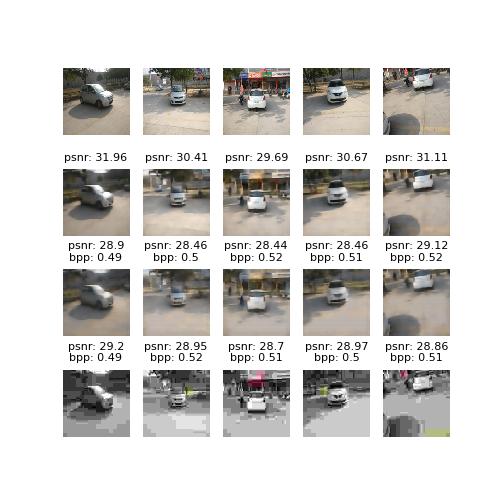 psnr: 31.96 psnr: 30.41 psnr: 29.69 psnr: 30.67 psnr: 31.11
psnr: 28.9 psnr: 28.46 psnr: 28.44 psnr: 28.46 psnr: 29.12
bpp: 0.49 bpp: 0.5 bpp: 0.52 bpp: 0.51 bpp: 0.52
psnr: 29.2 psnr: 28.95 psnr: 28.7 psnr: 28.97 psnr: 28.86
bpp: 0.49 bpp: 0.52 bpp: 0.51 bpp: 0.5 bpp: 0.51